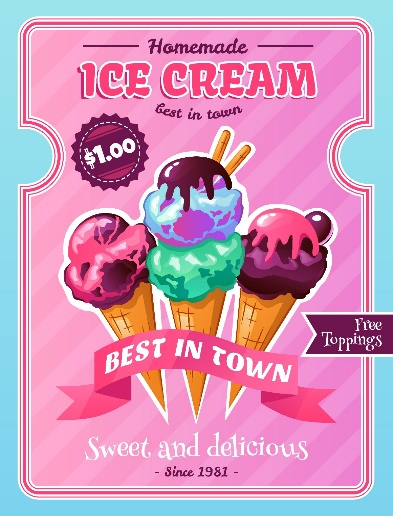 Homemade
ICE CREAM
best in town
$1.00
Free
Toppings
BEST IN TOWN
Sweet and delicious
- Since 1981 -